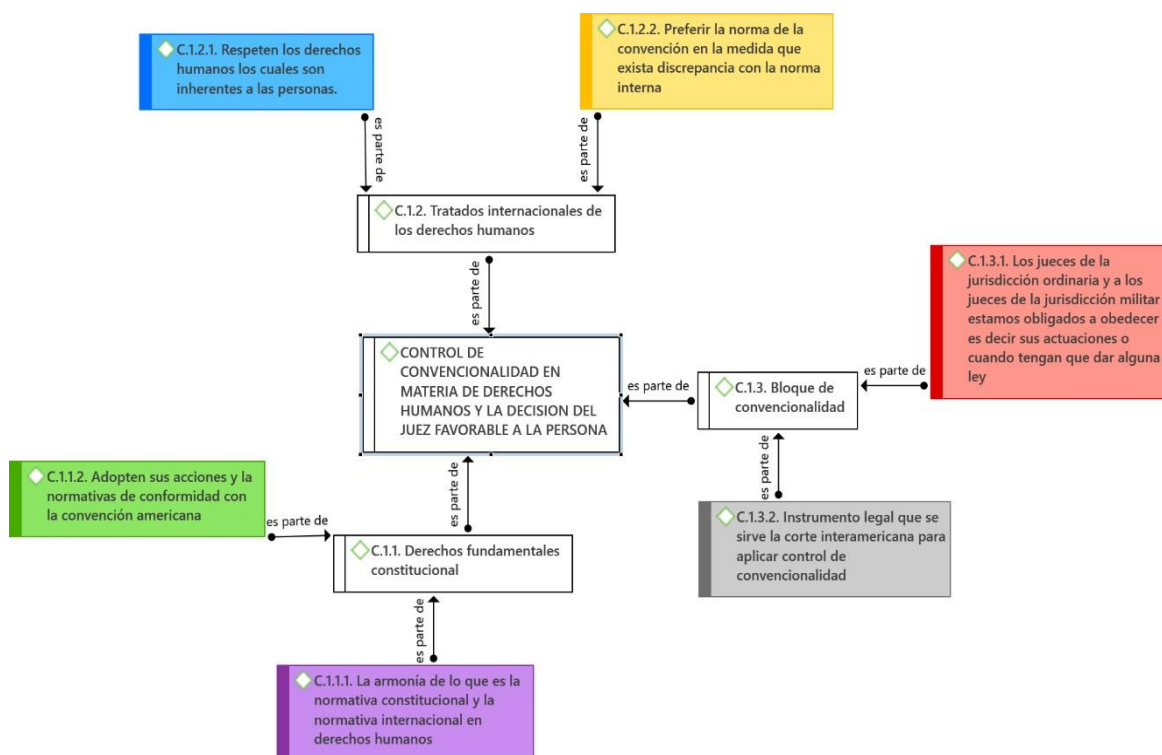 C.1.2.1. Respeten los derechos
humanos los cuales son
inherentes a las personas.
C.1.2.2. Preferir la norma de la
convención en la medida que
exista discrepancia con la norma
interna
es parte de
es parte de
C.1.2. Tratados internacionales de
los derechos humanos
es parte de
C.1.3.1. Los jueces de la
jurisdicción ordinaria y a los
jueces de la jurisdicción militar
estamos obligados a obedecer
es decir sus actuaciones o
cuando tengan que dar alguna
ley
CONTROL DE
CONVENCIONALIDAD EN
MATERIA DE DERECHOS
HUMANOS Y LA DECISION DEL
JUEZ FAVORABLE A LA PERSONA
es parte de
es parte de
C.1.3. Bloque de
convencionalidad
es parte de
es parte de
C.1.1.2. Adopten sus acciones y la
normativas de conformidad con
la convención americana
es parte de
C.1.1. Derechos fundamentales
constitucional
C.1.3.2. Instrumento legal que se
sirve la corte interamericana para
aplicar control de
convencionalidad
es parte de
C.1.1.1. La armonía de lo que es la
normativa constitucional y la
normativa internacional en
derechos humanos